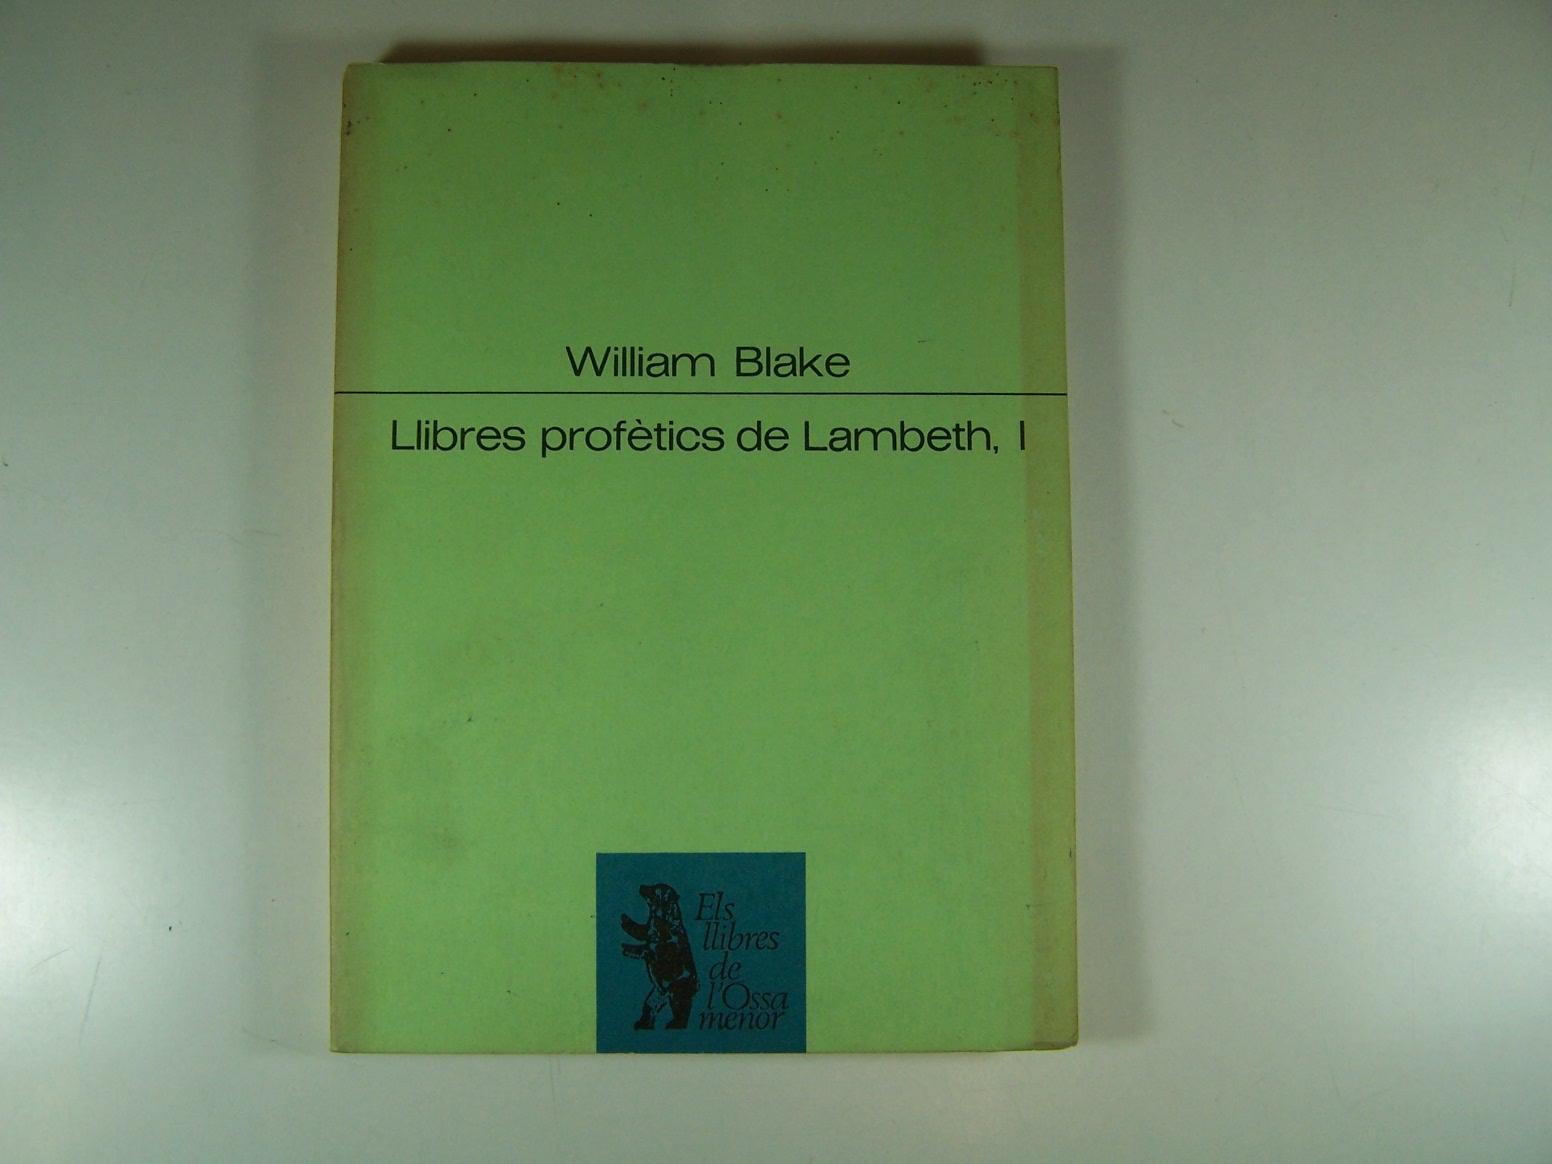 William Blake
Llibres profètics de Lambeth, I
Els
llibres
de
l'Ossa
menor